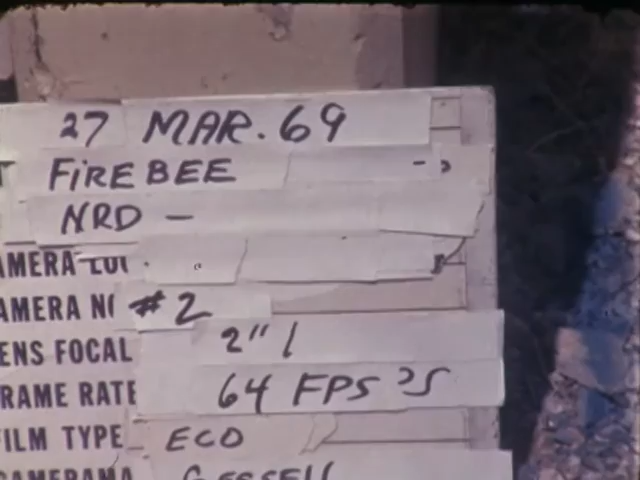 27 MAR. 69
FIREBEE
NRD -
AMERA
AMERA #2
ENS FOCAL 2" /
RAME RATE 64 FPS
FILM TYPE ECO